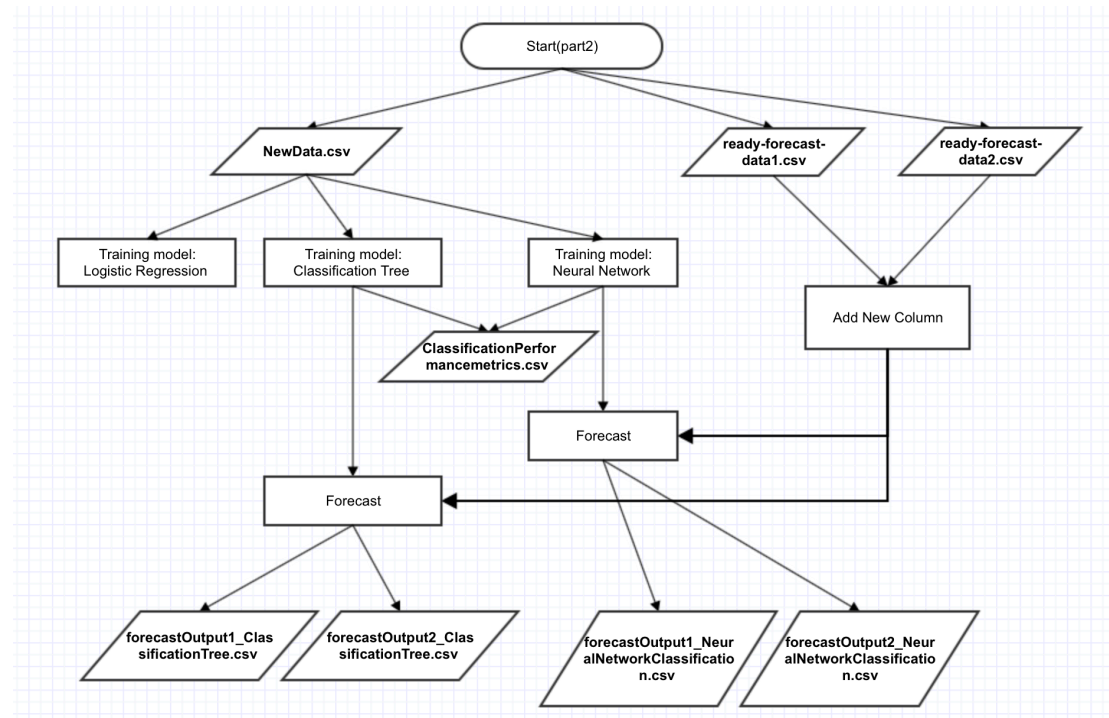 Start(part2)
NewData.csv
ready-forecast-
data1.csv
ready-forecast-
data2.csv
Training model:
Logistic Regression
Training model:
Classification Tree
Training model:
Neural Network
Add New Column
ClassificationPerfor
mancemetrics.csv
Forecast
Forecast
forecastOutput1_Clas
sificationTree.csv
forecastOutput2_Cla
ssificationTree.csv
forecastOutput1_Neur
alNetworkClassificatio
n.csv
forecastOutput2_Neur
alNetworkClassificatio
n.csv